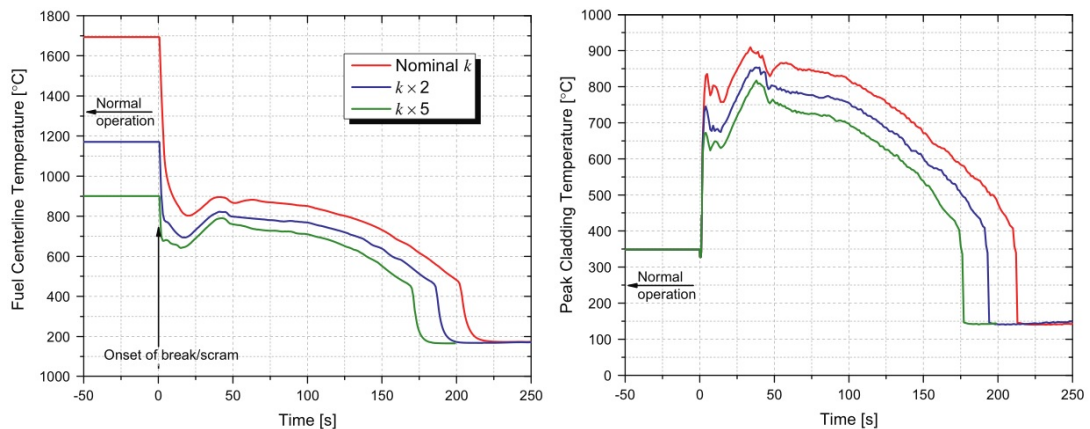 Fuel Centerline Temperature [°C]
1800
1600
1400
1200
1000
800
600
400
200
1000
Nominal k
k × 2
k × 5
Normal
operation
Onset of break/scram
-50 0 50 100 150 200 250
Time [s]
Peak Cladding Temperature [°C]
1000
900
800
700
600
500
400
300
200
100
0
Normal
operation
-50 0 50 100 150 200 250
Time [s]